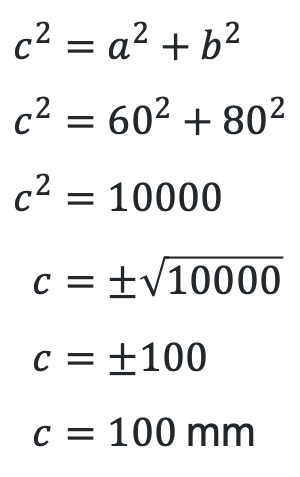 c² = a² + b²
c² = 60² + 80²
c² = 10000
c = ±√10000
c = ±100
c = 100 mm